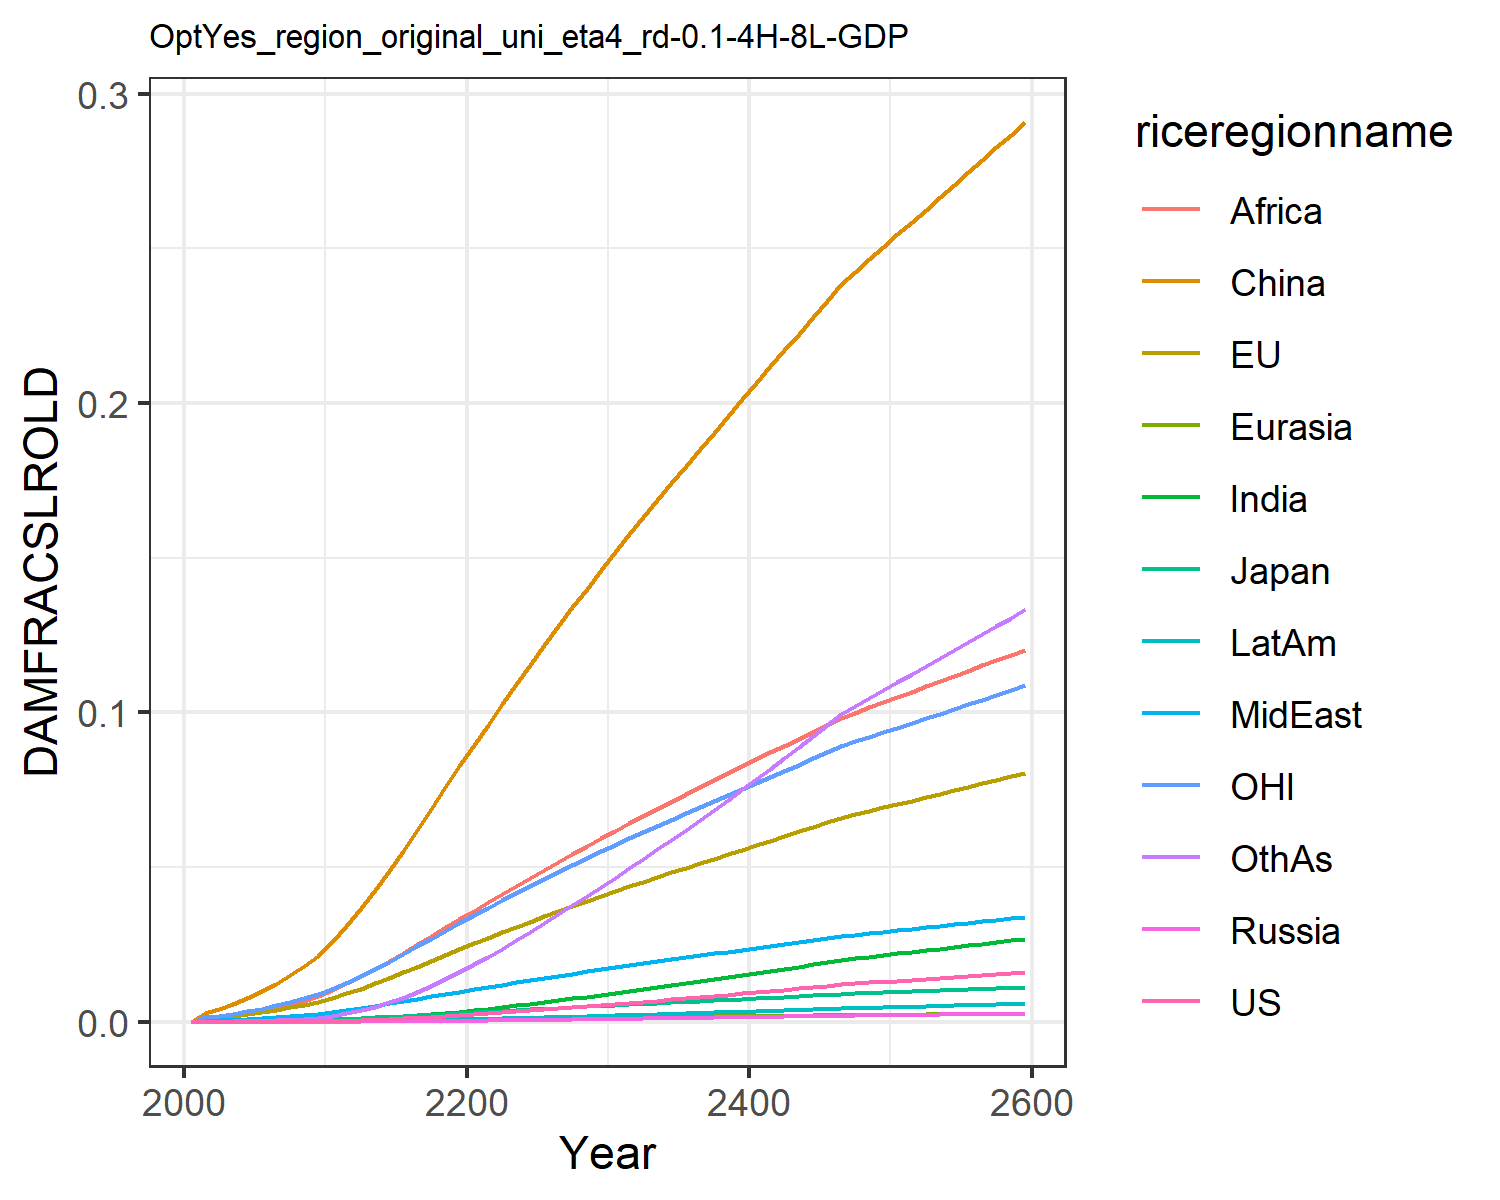 OptYes_region_original_uni_eta4_rd-0.1-4H-8L-GDP
0.3
0.2
0.1
0.0
DAMFRACSLROLD
2000 2200 2400 2600
Year
riceregionname
Africa
China
EU
Eurasia
India
Japan
LatAm
MidEast
OHI
OthAs
Russia
US